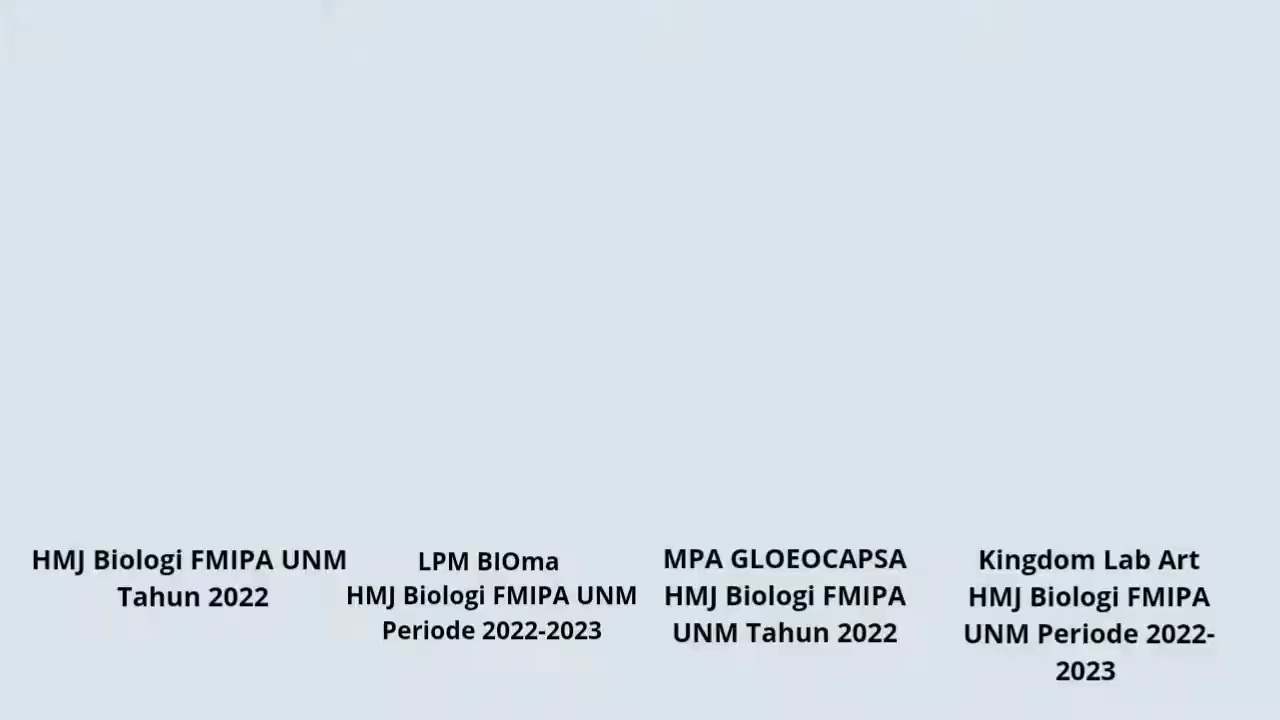 HMJ Biologi FMIPA UNM
Tahun 2022
LPM BIOma
HMJ Biologi FMIPA UNM
Periode 2022-2023
MPA GLOEOCAPSA
HMJ Biologi FMIPA
UNM Tahun 2022
Kingdom Lab Art
HMJ Biologi FMIPA
UNM Periode 2022-
2023